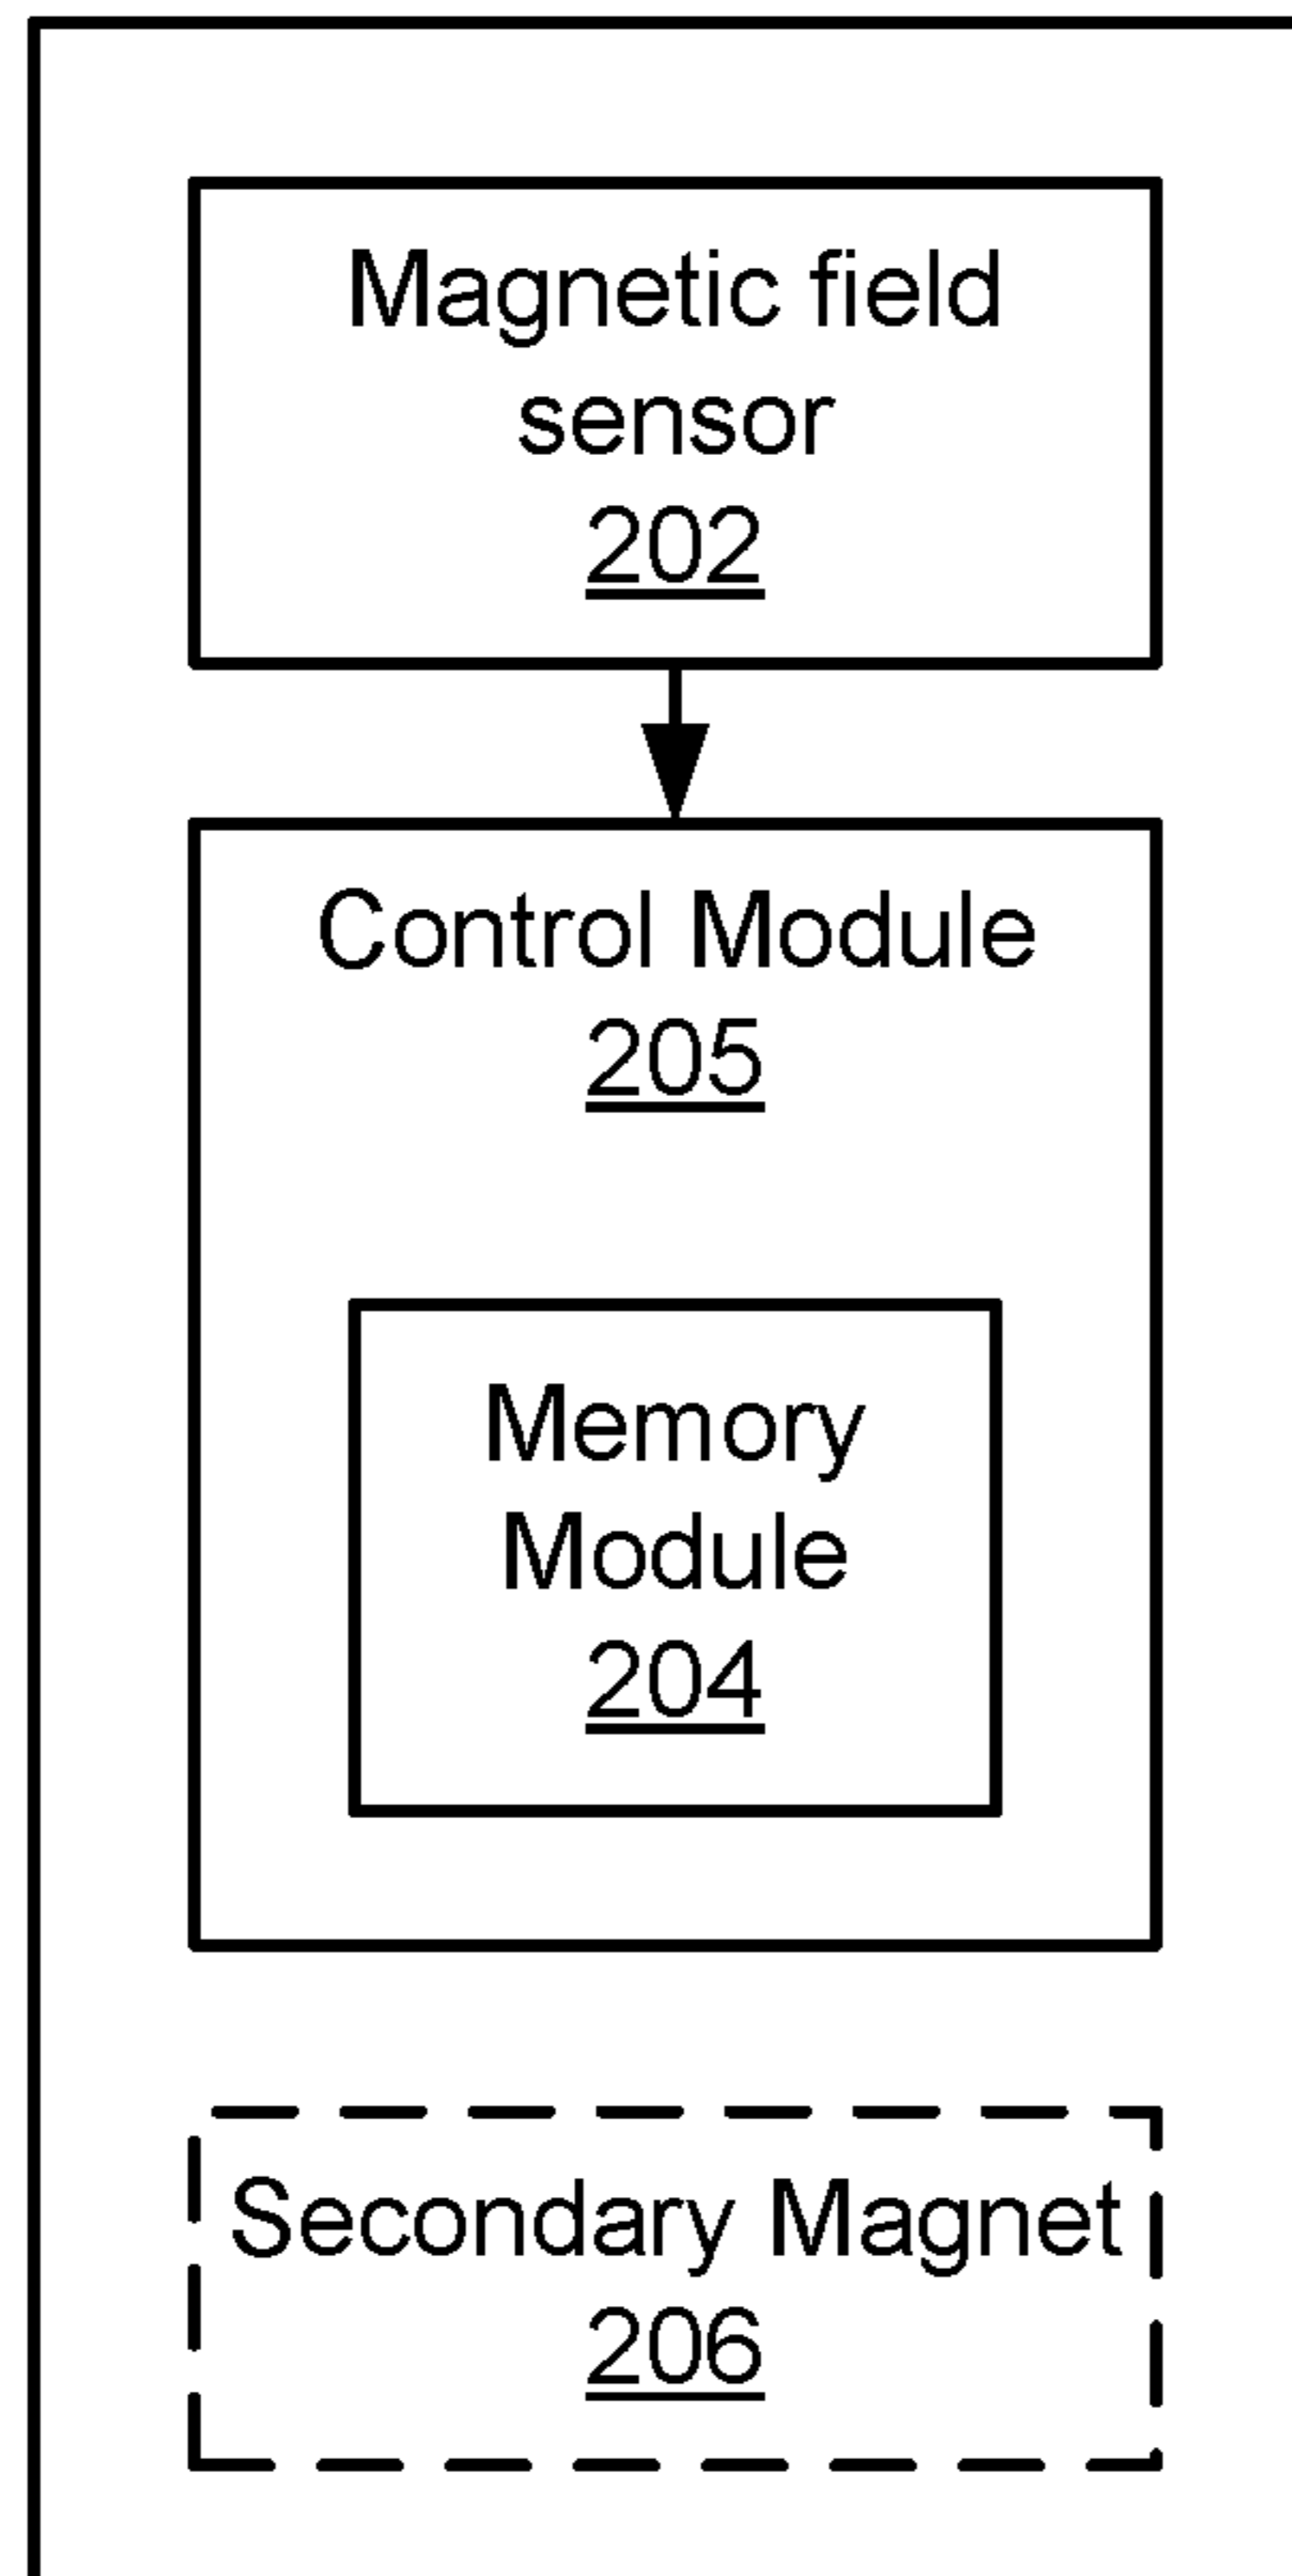 Magnetic field
sensor
202
Control Module
205
Memory
Module
204
Secondary Magnet
206